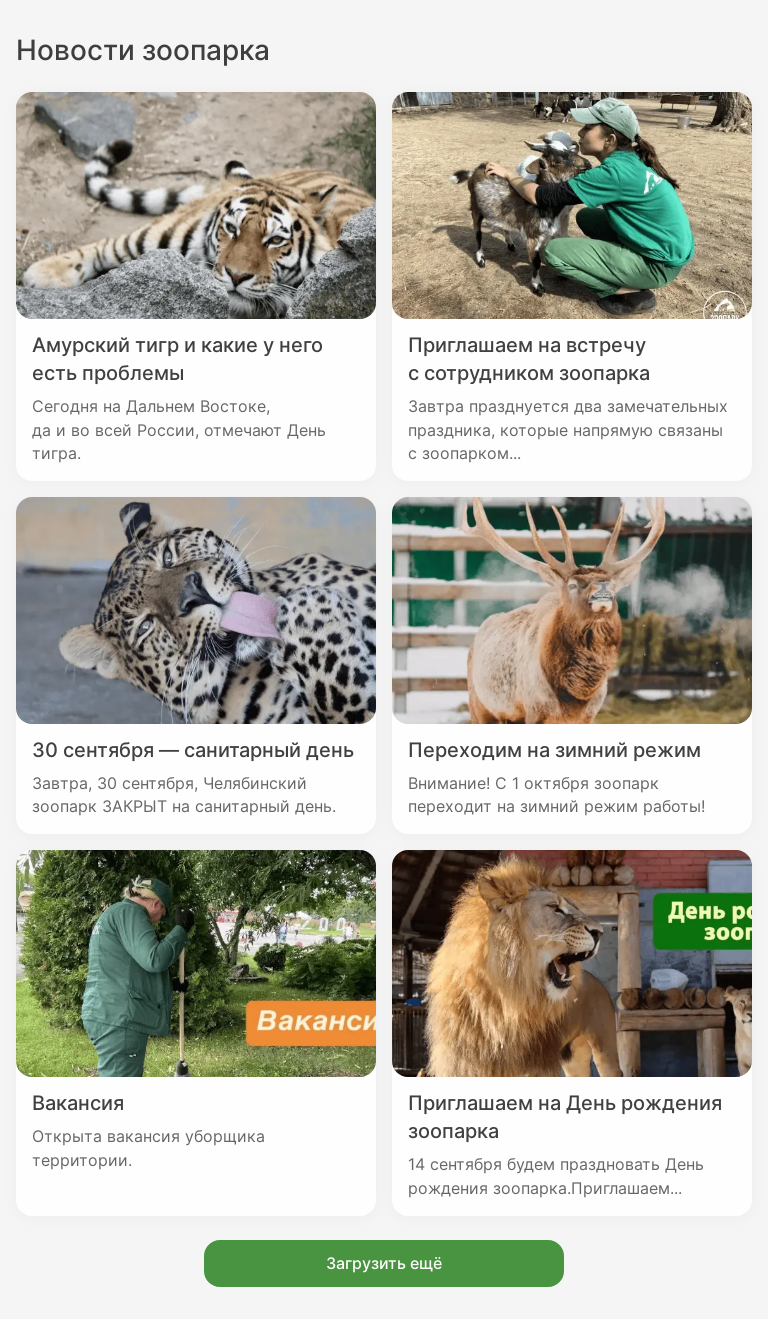 Новости зоопарка
ЗООПАРК
Амурский тигр и какие у него
есть проблемы
Сегодня на Дальнем Востоке,
да и во всей России, отмечают День
тигра.
Приглашаем на встречу
с сотрудником зоопарка
Завтра празднуется два замечательных
праздника, которые напрямую связаны
с зоопарком...
30 сентября — санитарный день
Завтра, 30 сентября, Челябинский
зоопарк ЗАКРЫТ на санитарный день.
Переходим на зимний режим
Внимание! С 1 октября зоопарк
переходит на зимний режим работы!
Ваканси
Вакансия
Открыта вакансия уборщика
территории.
День ро
зооп
Приглашаем на День рождения
зоопарка
14 сентября будем праздновать День
рождения зоопарка.Приглашаем...
Загрузить ещё